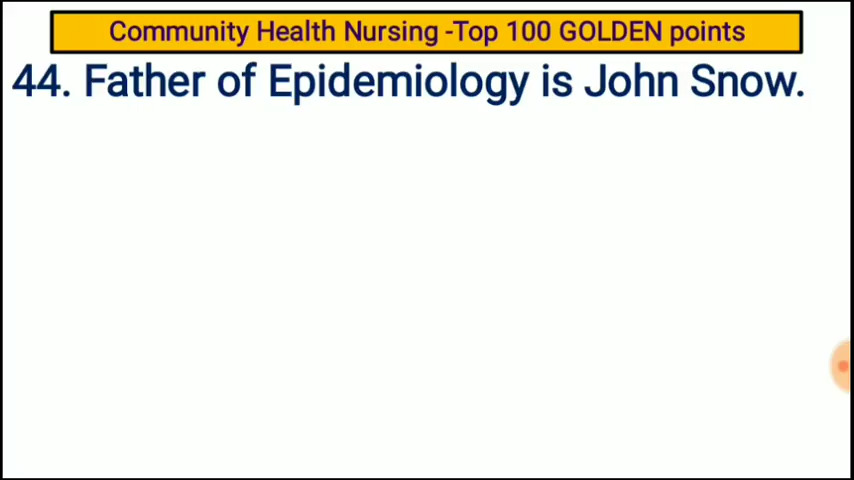 Community Health Nursing -Top 100 GOLDEN points
44. Father of Epidemiology is John Snow.